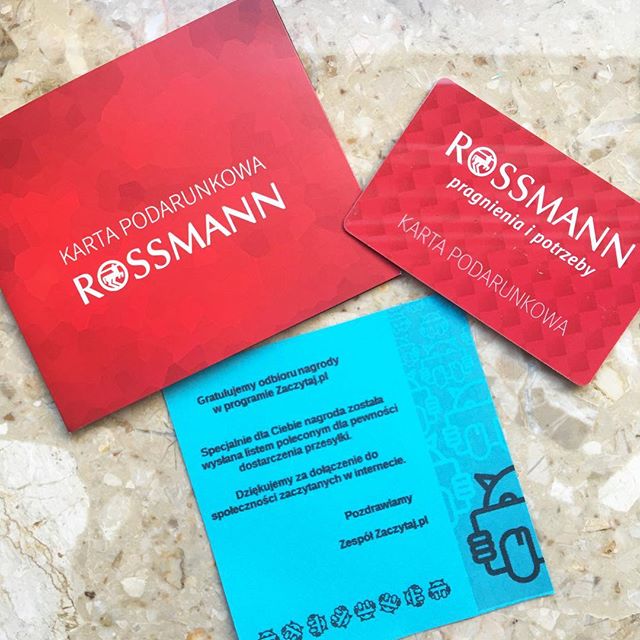 KARTA PODARUNKOWA
ROSSMANN
ROSSMANN
pragnienia i potrzeby
KARTA PODARUNKOWA
Gratulujemy odbioru nagrody
w programie Zaczytaj.pl
Specjalnie dla Ciebie nagroda została
wysłana listem poleconym dla pewności
dostarczenia przesyłki.
Dziękujemy za dołączenie do
społeczności zaczytanych w internecie.
Pozdrawiamy
Zespół Zaczytaj.pl